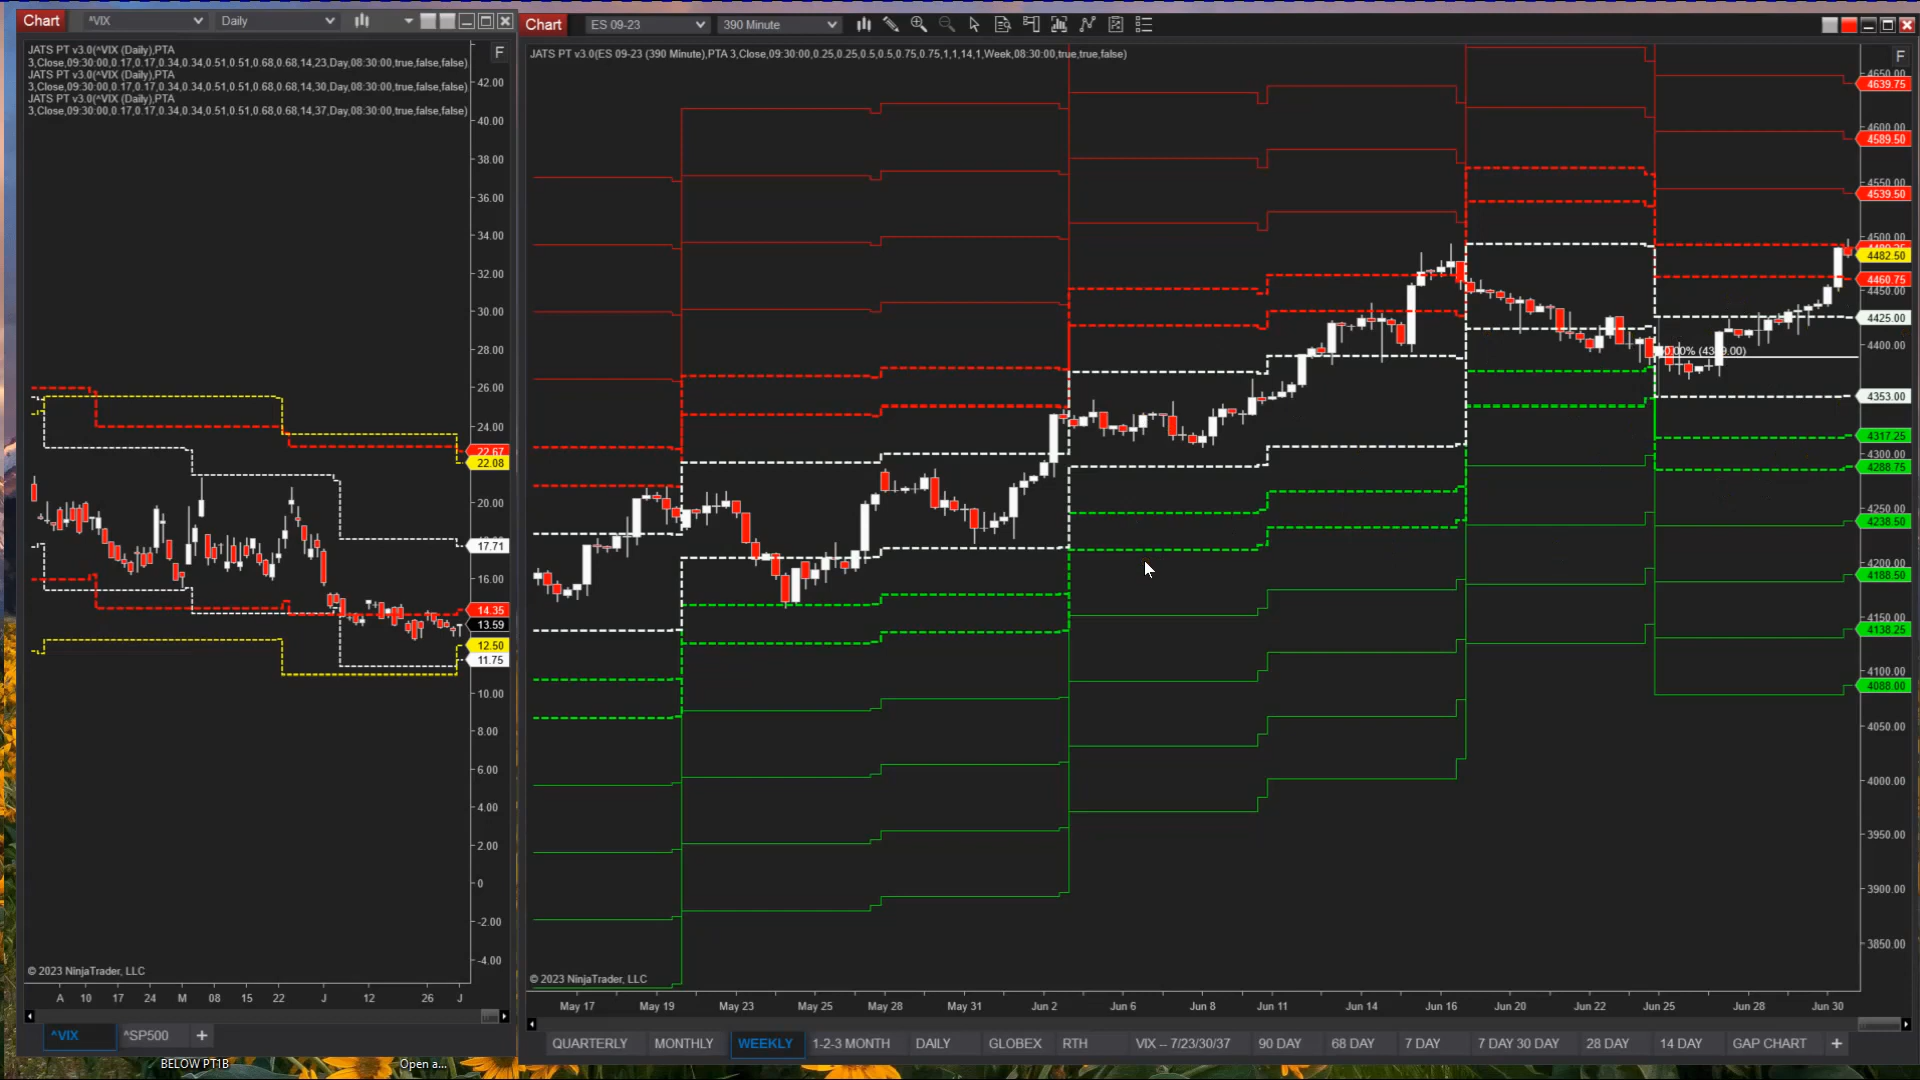 Chart
^VIX
Daily
JATS PT v3.0(^VIX (Daily),PTA
3,Close,09:30:00,0.17,0.17,0.34,0.34,0.51,0.51,0.68,0.68,14,23,Day,08:30:00,true,false,false)
JATS PT v3.0(^VIX (Daily),PTA
3,Close,09:30:00,0.17,0.17,0.34,0.34,0.51,0.51,0.68,0.68,14,30,Day,08:30:00,true,false,false)
JATS PT v3.0(^VIX (Daily),PTA
3,Close,09:30:00,0.17,0.17,0.34,0.34,0.51,0.51,0.68,0.68,14,37,Day,08:30:00,true,false,false)
F
42.00
40.00
38.00
36.00
34.00
32.00
30.00
28.00
26.00
24.00
22.67
22.08
20.00
17.71
16.00
14.35
13.59
12.50
11.75
10.00
8.00
6.00
4.00
2.00
0
-2.00
-4.00
© 2023 NinjaTrader, LLC
A 10 17 24 M 08 15 22 J 12 26 J
^VIX
^SP500
+
Chart
ES 09-23
390 Minute
JATS PT v3.0(ES 09-23 (390 Minute),PTA 3,Close,09:30:00,0.25,0.25,0.5,0.5,0.75,0.75,1,1,14,1,Week,08:30:00,true,true,false)
F
4650.00
4639.75
4600.00
4589.50
4550.00
4539.50
4500.00
4482.50
4460.75
4450.00
4425.00
4400.00
4353.00
4317.25
4300.00
4288.75
4250.00
4238.50
4200.00
4188.50
4150.00
4138.25
4100.00
4088.00
4050.00
4000.00
3950.00
3900.00
3850.00
© 2023 NinjaTrader, LLC
May 17 May 19 May 23 May 25 May 28 May 31 Jun 2 Jun 6 Jun 8 Jun 11 Jun 14 Jun 16 Jun 20 Jun 22 Jun 25 Jun 28 Jun 30
QUARTERLY MONTHLY WEEKLY 1-2-3 MONTH DAILY GLOBEX RTH VIX -- 7/23/30/37 90 DAY 68 DAY 7 DAY 7 DAY 30 DAY 28 DAY 14 DAY GAP CHART +
BELOW PT1B
Open a...